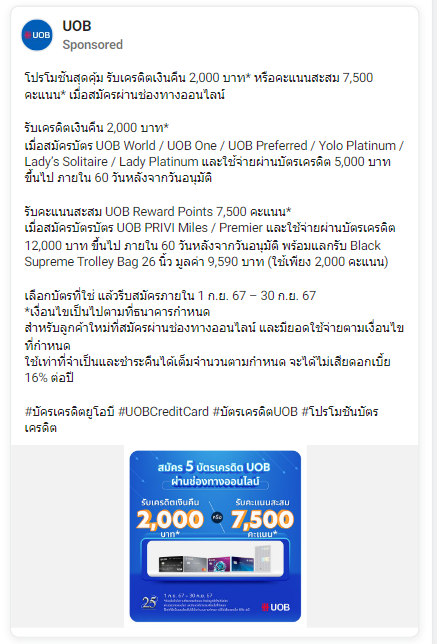 UOB
UOB
Sponsored
โปรโมชันสุดคุ้ม รับเครดิตเงินคืน 2,000 บาท* หรือคะแนนสะสม 7,500
คะแนน* เมื่อสมัครผ่านช่องทางออนไลน์
รับเครดิตเงินคืน 2,000 บาท*
เมื่อสมัครบัตร UOB World / UOB One / UOB Preferred / Yolo Platinum /
Lady's Solitaire / Lady Platinum และใช้จ่ายผ่านบัตรเครดิต 5,000 บาท
ขึ้นไป ภายใน 60 วันหลังจากวันอนุมัติ
รับคะแนนสะสม UOB Reward Points 7,500 คะแนน*
เมื่อสมัครบัตรบัตร UOB PRIVI Miles / Premier และใช้จ่ายผ่านบัตรเครดิต
12,000 บาท ขึ้นไป ภายใน 60 วันหลังจากวันอนุมัติ พร้อมแลกรับ Black
Supreme Trolley Bag 26 นิ้ว มูลค่า 9,590 บาท (ใช้เพียง 2,000 คะแนน)
เลือกบัตรที่ใช่ แล้วรีบสมัครภายใน 1 ก.ย. 67 – 30 ก.ย. 67
*เงื่อนไขเป็นไปตามที่ธนาคารกำหนด
สำหรับลูกค้าใหม่ที่สมัครผ่านช่องทางออนไลน์ และมียอดใช้จ่ายตามเงื่อนไข
ที่กำหนด
ใช้เท่าที่จำเป็นและชำระคืนได้เต็มจำนวนตามกำหนด จะได้ไม่เสียดอกเบี้ย
16% ต่อปี
#บัครเครดิตยูโอบี #UOBCreditCard #บัตรเครดิตUOB #โปรโมชันบัตร
เครดิต
สมัคร 5 บัตรเครดิต UOB
ผ่านช่องทางออนไลน์
รับเครดิตเงินคืน
2,000
บาท*
หรือ
รับคะแนนสะสม
7,500
คะแนน*
25
1 ก.ย. 67 – 30 ก.ย. 67
UOB